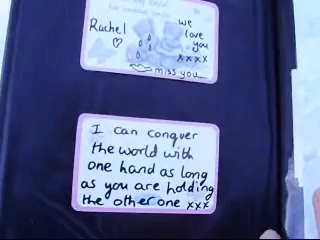 Rachel
we
love
you
xxxx
miss you
I can conquer
the world with
one hand as long
as you are holding
the other one xxx